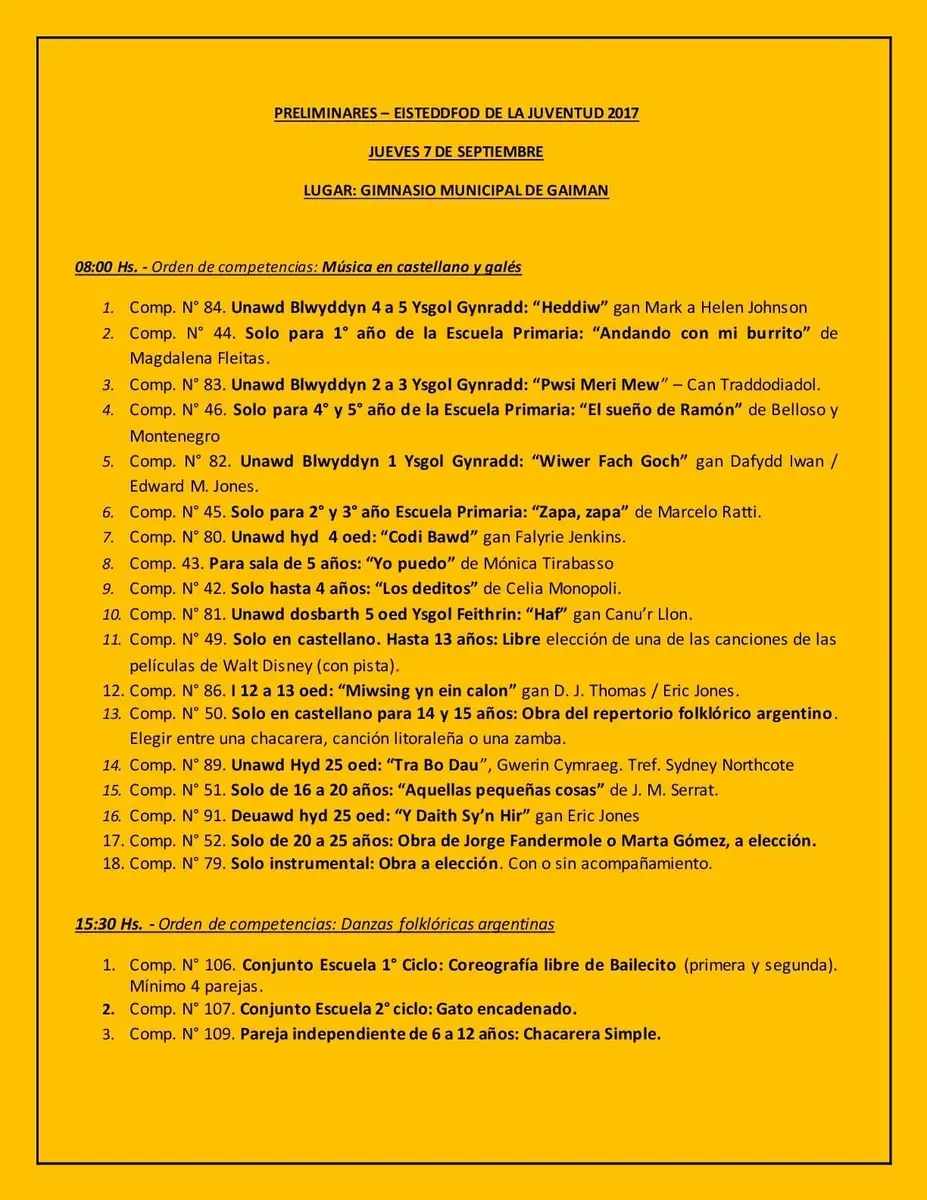 PRELIMINARES – EISTEDDFOD DE LA JUVENTUD 2017
JUEVES 7 DE SEPTIEMBRE
LUGAR: GIMNASIO MUNICIPAL DE GAIMAN
08:00 Hs. - Orden de competencias: Música en castellano y galés
1. Comp. N° 84. Unawd Blwyddyn 4 a 5 Ysgol Gynradd: “Heddiw” gan Mark a Helen Johnson
2. Comp. N° 44. Solo para 1° año de la Escuela Primaria: “Andando con mi burrito” de
Magdalena Fleitas.
3. Comp. N° 83. Unawd Blwyddyn 2 a 3 Ysgol Gynradd: “Pwsi Meri Mew” – Can Traddodiadol.
4. Comp. N° 46. Solo para 4° y 5° año de la Escuela Primaria: “El sueño de Ramón” de Belloso y
Montenegro
5. Comp. N° 82. Unawd Blwyddyn 1 Ysgol Gynradd: “Wiwer Fach Goch” gan Dafydd Iwan /
Edward M. Jones.
6. Comp. N° 45. Solo para 2° y 3° año Escuela Primaria: “Zapa, zapa” de Marcelo Ratti.
7. Comp. N° 80. Unawd hyd 4 oed: “Codi Bawd” gan Falyrie Jenkins.
8. Comp. 43. Para sala de 5 años: “Yo puedo” de Mónica Tirabasso
9. Comp. N° 42. Solo hasta 4 años: “Los deditos” de Celia Monopoli.
10. Comp. N° 81. Unawd dosbarth 5 oed Ysgol Feithrin: “Haf” gan Canu’r Llon.
11. Comp. N° 49. Solo en castellano. Hasta 13 años: Libre elección de una de las canciones de las
películas de Walt Disney (con pista).
12. Comp. N° 86. I 12 a 13 oed: “Miwsing yn ein calon” gan D. J. Thomas / Eric Jones.
13. Comp. N° 50. Solo en castellano para 14 y 15 años: Obra del repertorio folklórico argentino.
Elegir entre una chacarera, canción litoraleña o una zamba.
14. Comp. N° 89. Unawd Hyd 25 oed: “Tra Bo Dau”, Gwerin Cymraeg. Tref. Sydney Northcote
15. Comp. N° 51. Solo de 16 a 20 años: “Aquellas pequeñas cosas” de J. M. Serrat.
16. Comp. N° 91. Deuawd hyd 25 oed: “Y Daith Sy’n Hir” gan Eric Jones
17. Comp. N° 52. Solo de 20 a 25 años: Obra de Jorge Fandermole o Marta Gómez, a elección.
18. Comp. N° 79. Solo instrumental: Obra a elección. Con o sin acompañamiento.
15:30 Hs. - Orden de competencias: Danzas folklóricas argentinas
1. Comp. N° 106. Conjunto Escuela 1° Ciclo: Coreografía libre de Bailecito (primera y segunda).
Mínimo 4 parejas.
2. Comp. N° 107. Conjunto Escuela 2° ciclo: Gato encadenado.
3. Comp. N° 109. Pareja independiente de 6 a 12 años: Chacarera Simple.